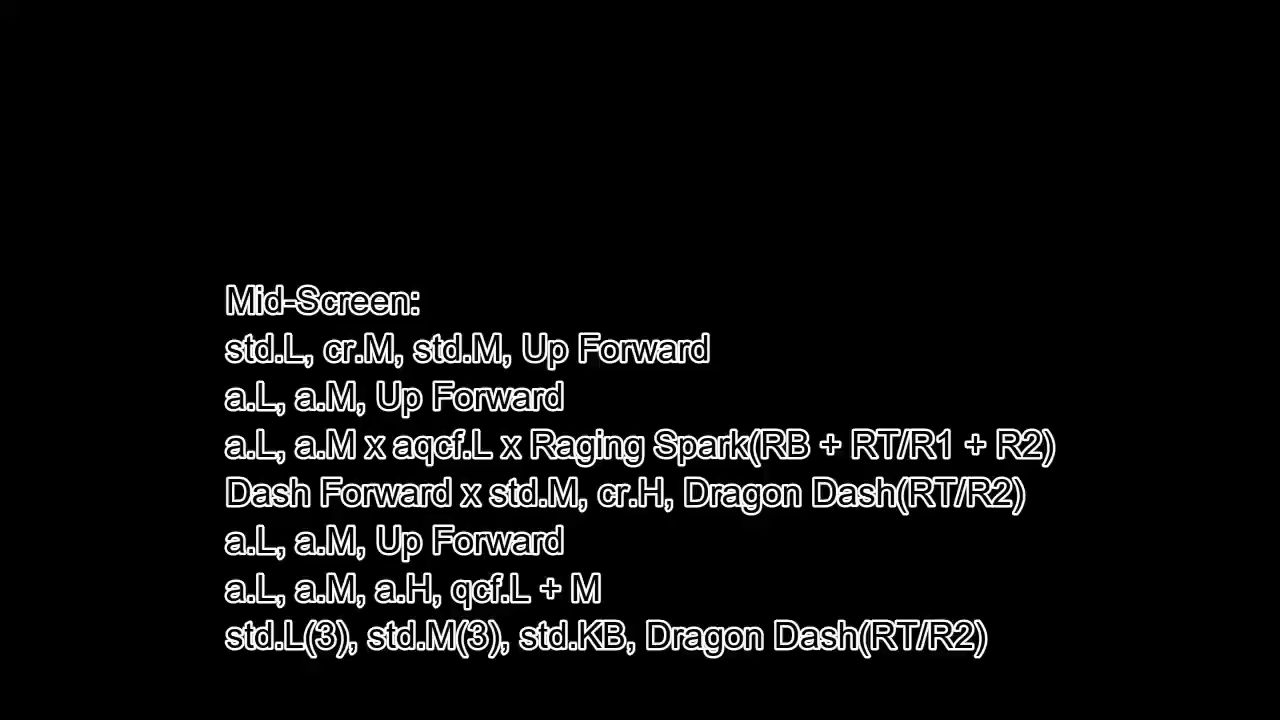 Mid-Screen:
std.L, cr.M, std.M, Up Forward
a.L, a.M, Up Forward
a.L, a.M x aqcf.L x Raging Spark(RB + RT/R1 + R2)
Dash Forward x std.M, cr.H, Dragon Dash(RT/R2)
a.L, a.M, Up Forward
a.L, a.M, a.H, qcf.L + M
std.L(3), std.M(3), std.KB, Dragon Dash(RT/R2)